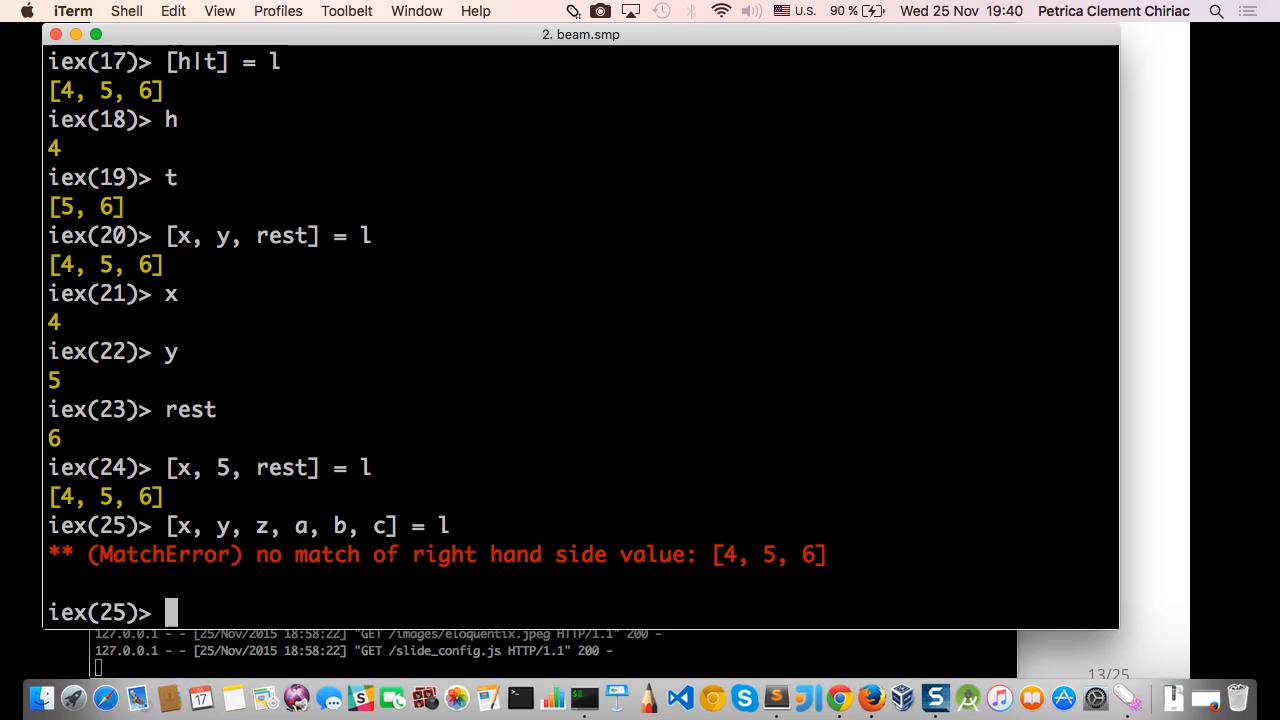 iTerm Shell Edit View Profiles Toolbelt Window Help U.S. 90 % Wed 25 Nov 19:40 Petrica Clement Chiriac
2. beam.smp
iex(17)> [h|t] = l
[4, 5, 6]
iex(18)> h
4
iex(19)> t
[5, 6]
iex(20)> [x, y, rest] = l
[4, 5, 6]
iex(21)> x
4
iex(22)> y
5
iex(23)> rest
6
iex(24)> [x, 5, rest] = l
[4, 5, 6]
iex(25)> [x, y, z, a, b, c] = l
** (MatchError) no match of right hand side value: [4, 5, 6]
iex(25)>
127.0.0.1 - - [25/Nov/2015 18:58:22] "GET /images/eloquentix.jpeg HTTP/1.1" 200 -
127.0.0.1 - - [25/Nov/2015 18:58:22] "GET /slide_config.js HTTP/1.1" 200 -
13/25
17